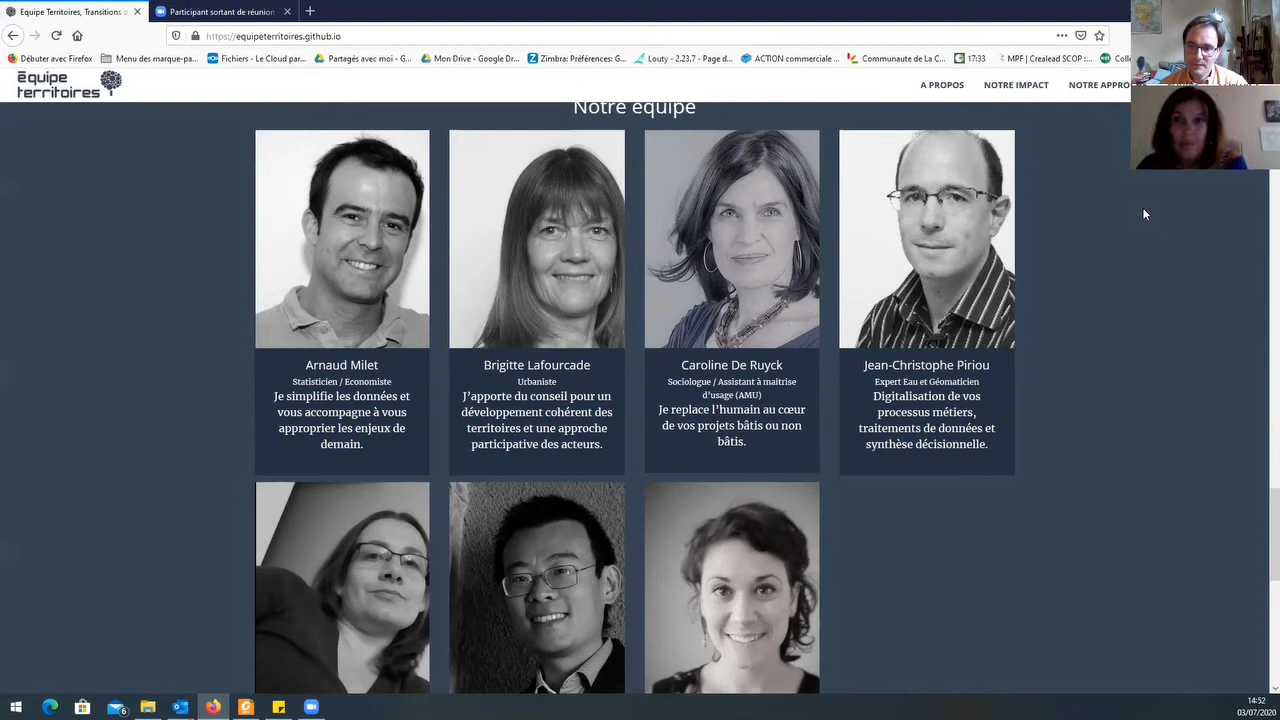 Equipe Territoires, Transitions d
Participant sortant de réunion
https://equipeterritoires.github.io
Débuter avec Firefox
Menu des marque-pa...
Fichiers - Le Cloud par...
Partagés avec moi - G...
Mon Drive - Google Dr...
Zimbra: Préférences: G...
Louty - 2.23.7 - Page d...
ACTION commerciale ...
Communaute de La C...
17:33
MPF | Crealead SCOP :...
Colle
équipe
territoires
A PROPOS
NOTRE IMPACT
NOTRE APPRO
Notre équipe
Arnaud Milet
Statisticien / Economiste
Je simplifie les données et
vous accompagne à vous
approprier les enjeux de
demain.
Brigitte Lafourcade
Urbaniste
J'apporte du conseil pour un
développement cohérent des
territoires et une approche
participative des acteurs.
Caroline De Ruyck
Sociologue / Assistant à maitrise
d'usage (AMU)
Je replace l'humain au cœur
de vos projets bâtis ou non
bâtis.
Jean-Christophe Piriou
Expert Eau et Géomaticien
Digitalisation de vos
processus métiers,
traitements de données et
synthèse décisionnelle.
14:52
03/07/2020